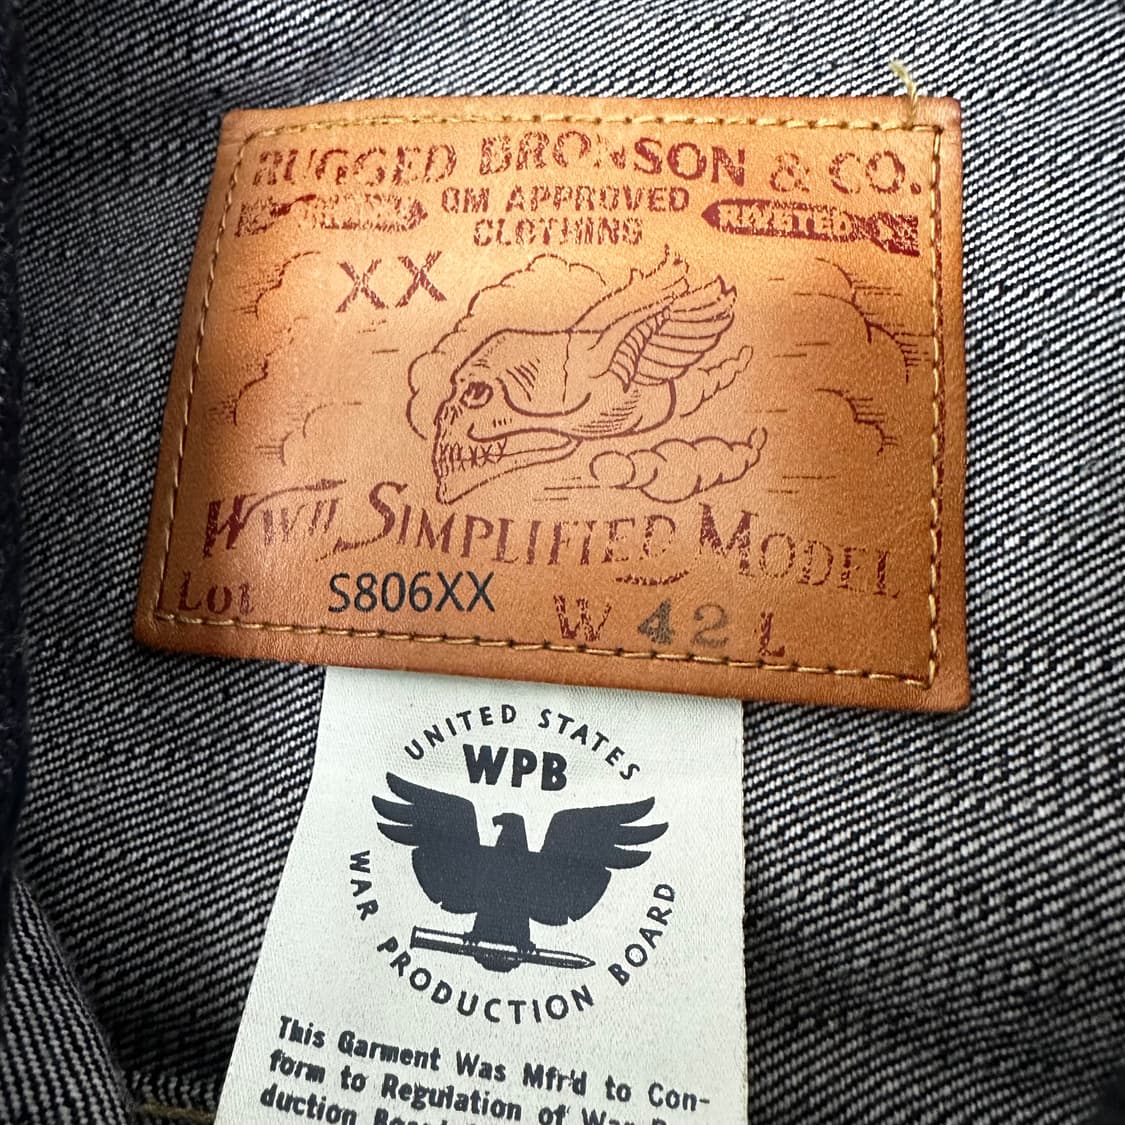 RUGGED BRONSON & CO.
QM APPROVED
CLOTHING
RIVETED
XX
WWII SIMPLIFIED MODEL
Lot S806XX W 42 L
UNITED STATES
WPB
WAR PRODUCTION BOARD
This Garment Was Mfr'd to Con-
form to Regulation of War
duction